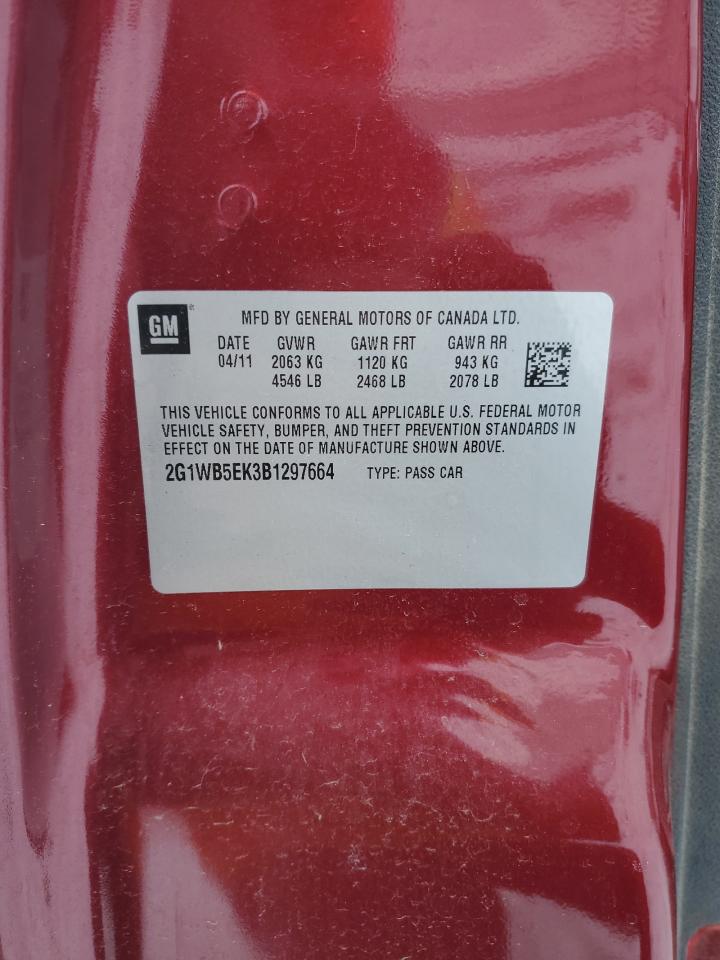 GM
MFD BY GENERAL MOTORS OF CANADA LTD.
DATE GVWR GAWR FRT GAWR RR
04/11 2063 KG 1120 KG 943 KG
4546 LB 2468 LB 2078 LB
THIS VEHICLE CONFORMS TO ALL APPLICABLE U.S. FEDERAL MOTOR
VEHICLE SAFETY, BUMPER, AND THEFT PREVENTION STANDARDS IN
EFFECT ON THE DATE OF MANUFACTURE SHOWN ABOVE.
2G1WB5EK3B1297664 TYPE: PASS CAR